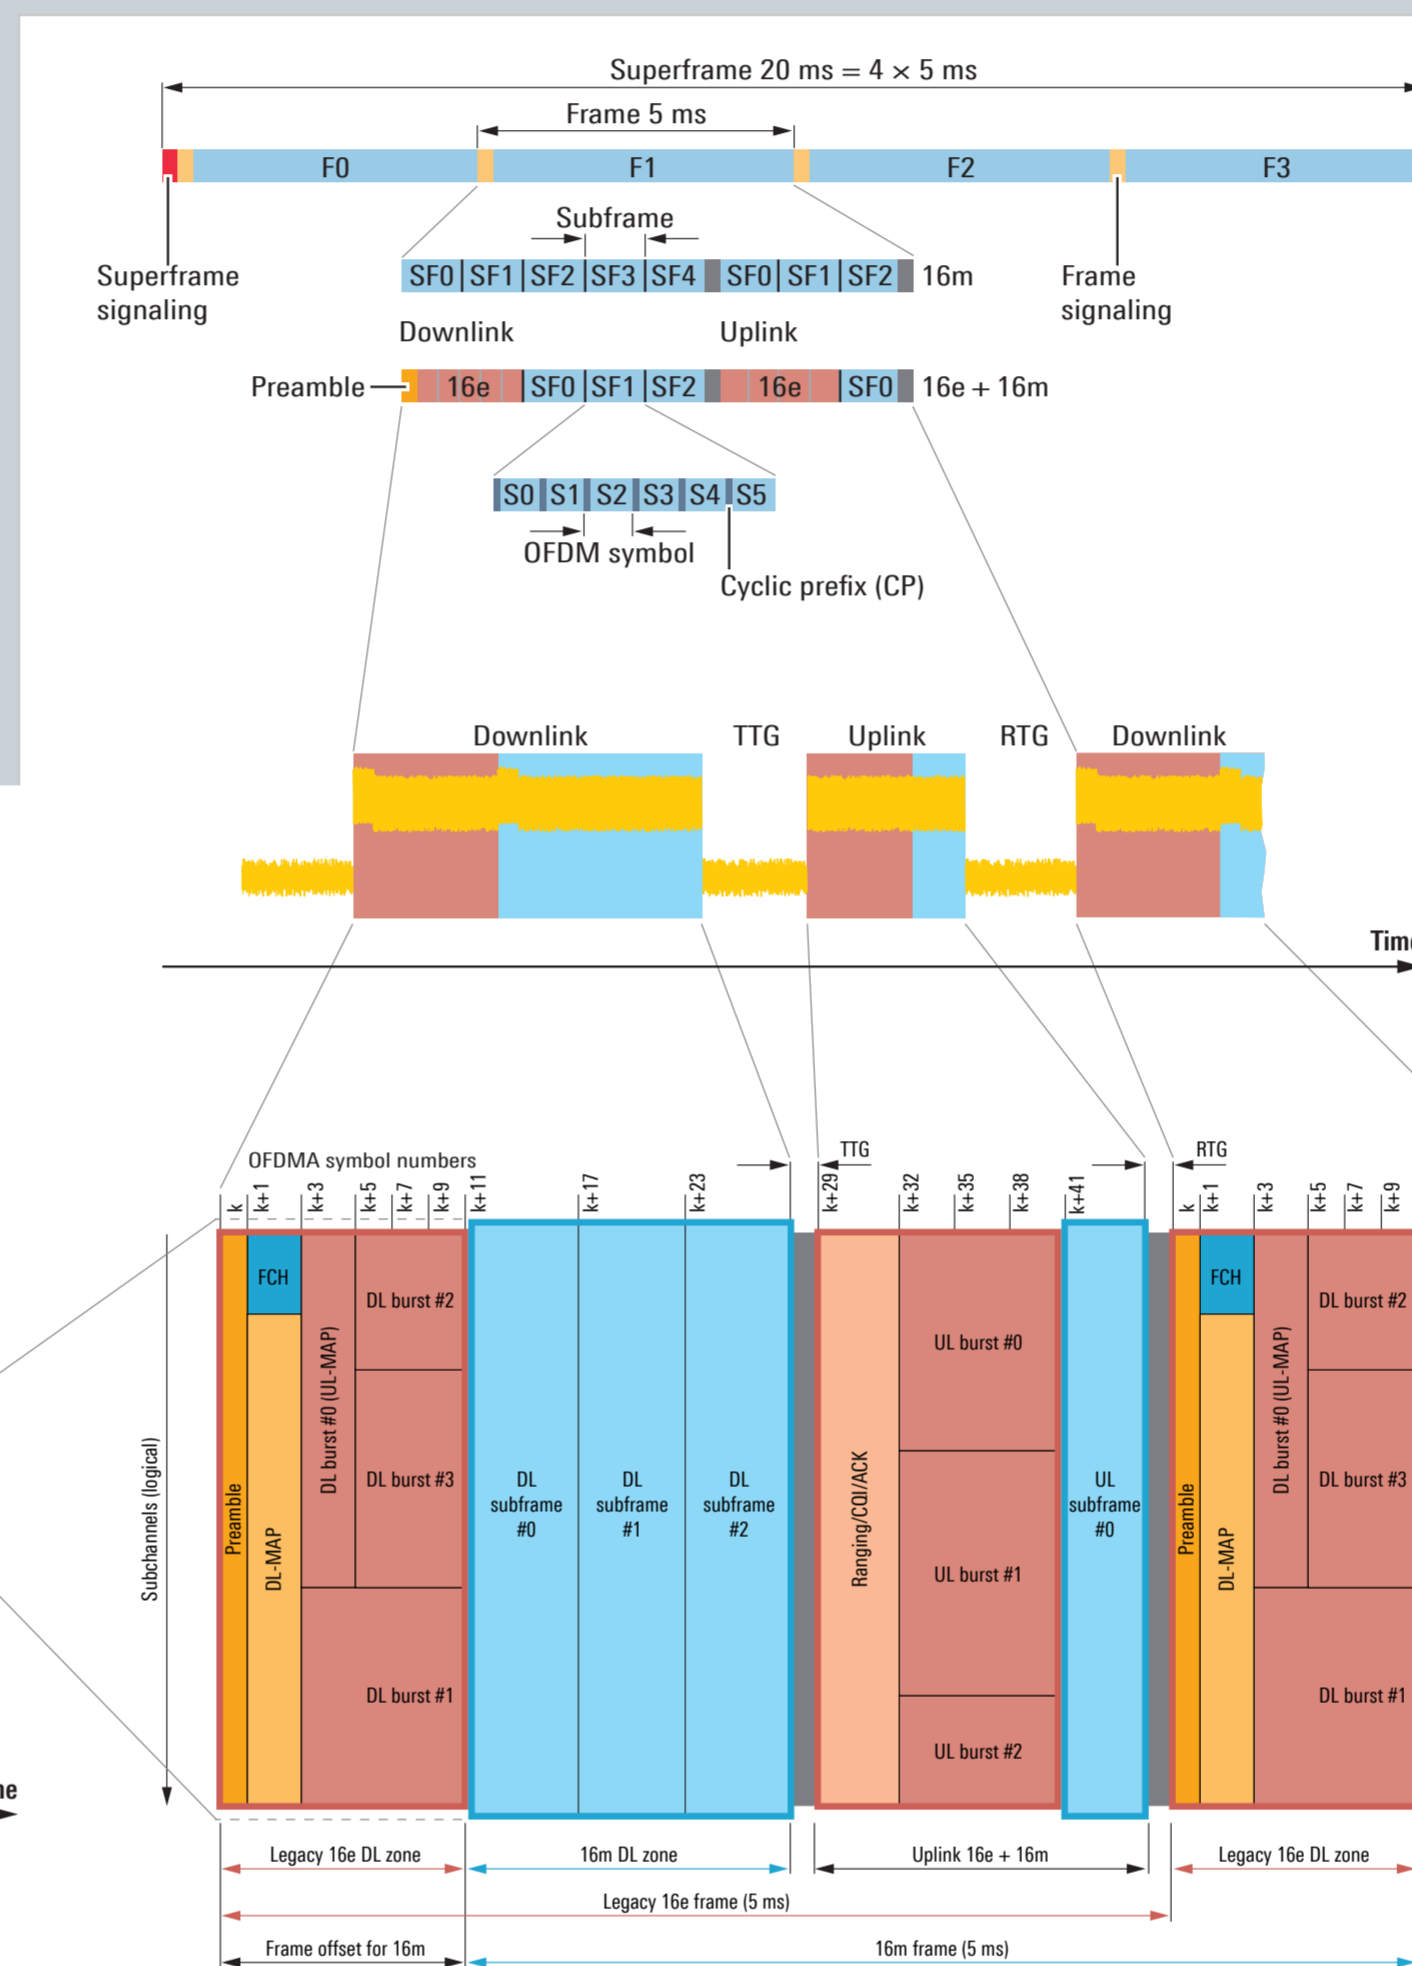 Superframe 20 ms = 4 × 5 ms
Frame 5 ms
F0 F1 F2 F3
Subframe
Superframe
signaling
SF0 SF1 SF2 SF3 SF4 SF0 SF1 SF2 16m
Frame
signaling
Downlink Uplink
Preamble 16e SF0 SF1 SF2 16e SF0 16e + 16m
S0 S1 S2 S3 S4 S5
OFDM symbol
Cyclic prefix (CP)
Downlink TTG Uplink RTG Downlink
OFDMA symbol numbers
TTG
RTG
k k+1 k+3 k+5 k+7 k+9 k+11 k+17 k+23 k+29 k+32 k+35 k+38 k+41 k k+1 k+3 k+5 k+7 k+9
Subchannels (logical)
Preamble
FCH
DL-MAP
DL burst #0 (UL-MAP)
DL burst #2
DL burst #3
DL burst #1
DL
subframe
#0
DL
subframe
#1
DL
subframe
#2
Ranging/CQI/ACK
UL burst #0
UL burst #1
UL burst #2
UL
subframe
#0
Preamble
FCH
DL-MAP
DL burst #0 (UL-MAP)
DL burst #2
DL burst #3
DL burst #1
Legacy 16e DL zone 16m DL zone Uplink 16e + 16m Legacy 16e DL zone
Legacy 16e frame (5 ms)
Frame offset for 16m 16m frame (5 ms)